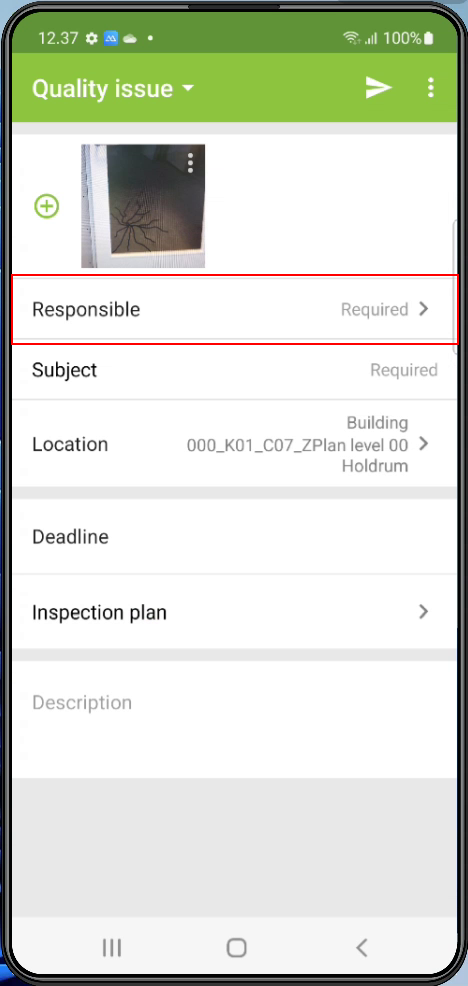 12.37 100%
Quality issue
Responsible Required
Subject Required
Building
Location 000_K01_C07_ZPlan level 00
Holdrum
Deadline
Inspection plan
Description